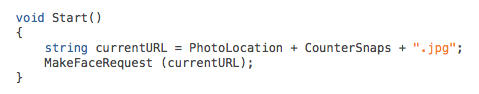 void Start()
{
    string currentURL = PhotoLocation + CounterSnaps + ".jpg";
    MakeFaceRequest (currentURL);
}